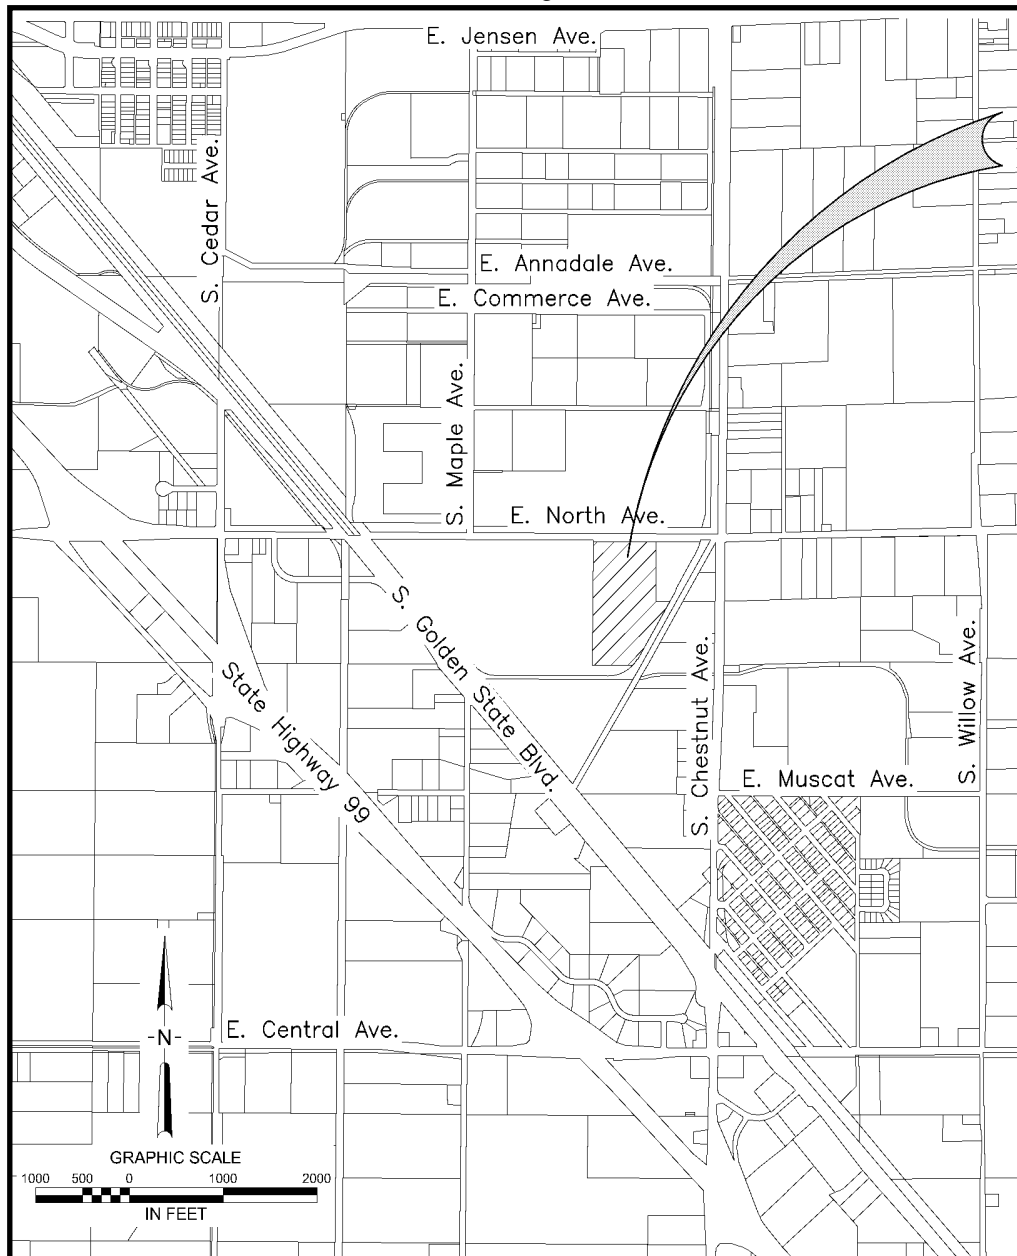 E. Jensen Ave.
S. Cedar Ave.
E. Annadale Ave.
E. Commerce Ave.
S. Maple Ave.
E. North Ave.
S. Golden State Blvd.
State Highway 99
S. Chestnut Ave.
S. Willow Ave.
E. Muscat Ave.
E. Central Ave.
-N-
GRAPHIC SCALE
1000 500 0 1000 2000
IN FEET